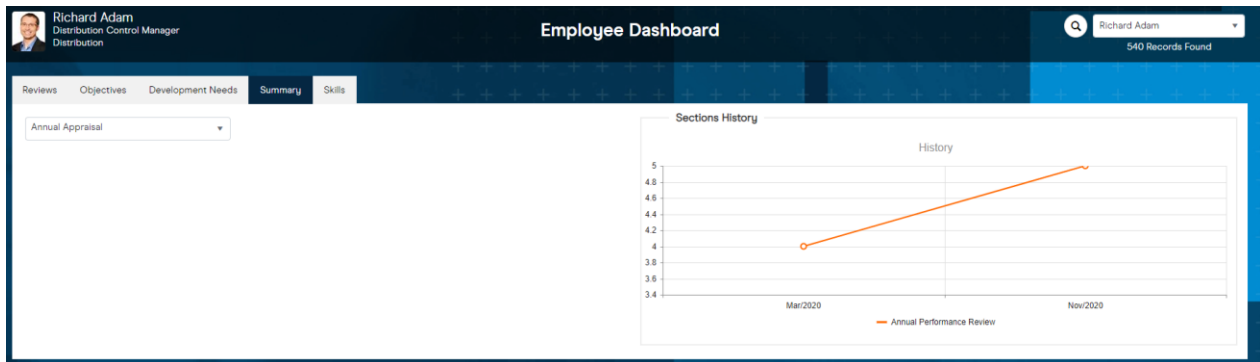 Richard Adam
Distribution Control Manager
Distribution
Employee Dashboard
Richard Adam
540 Records Found
Reviews Objectives Development Needs Summary Skills
Annual Appraisal
Sections History
History
5
4.8
4.6
4.4
4.2
4
3.8
3.6
3.4
Mar/2020 Nov/2020
Annual Performance Review